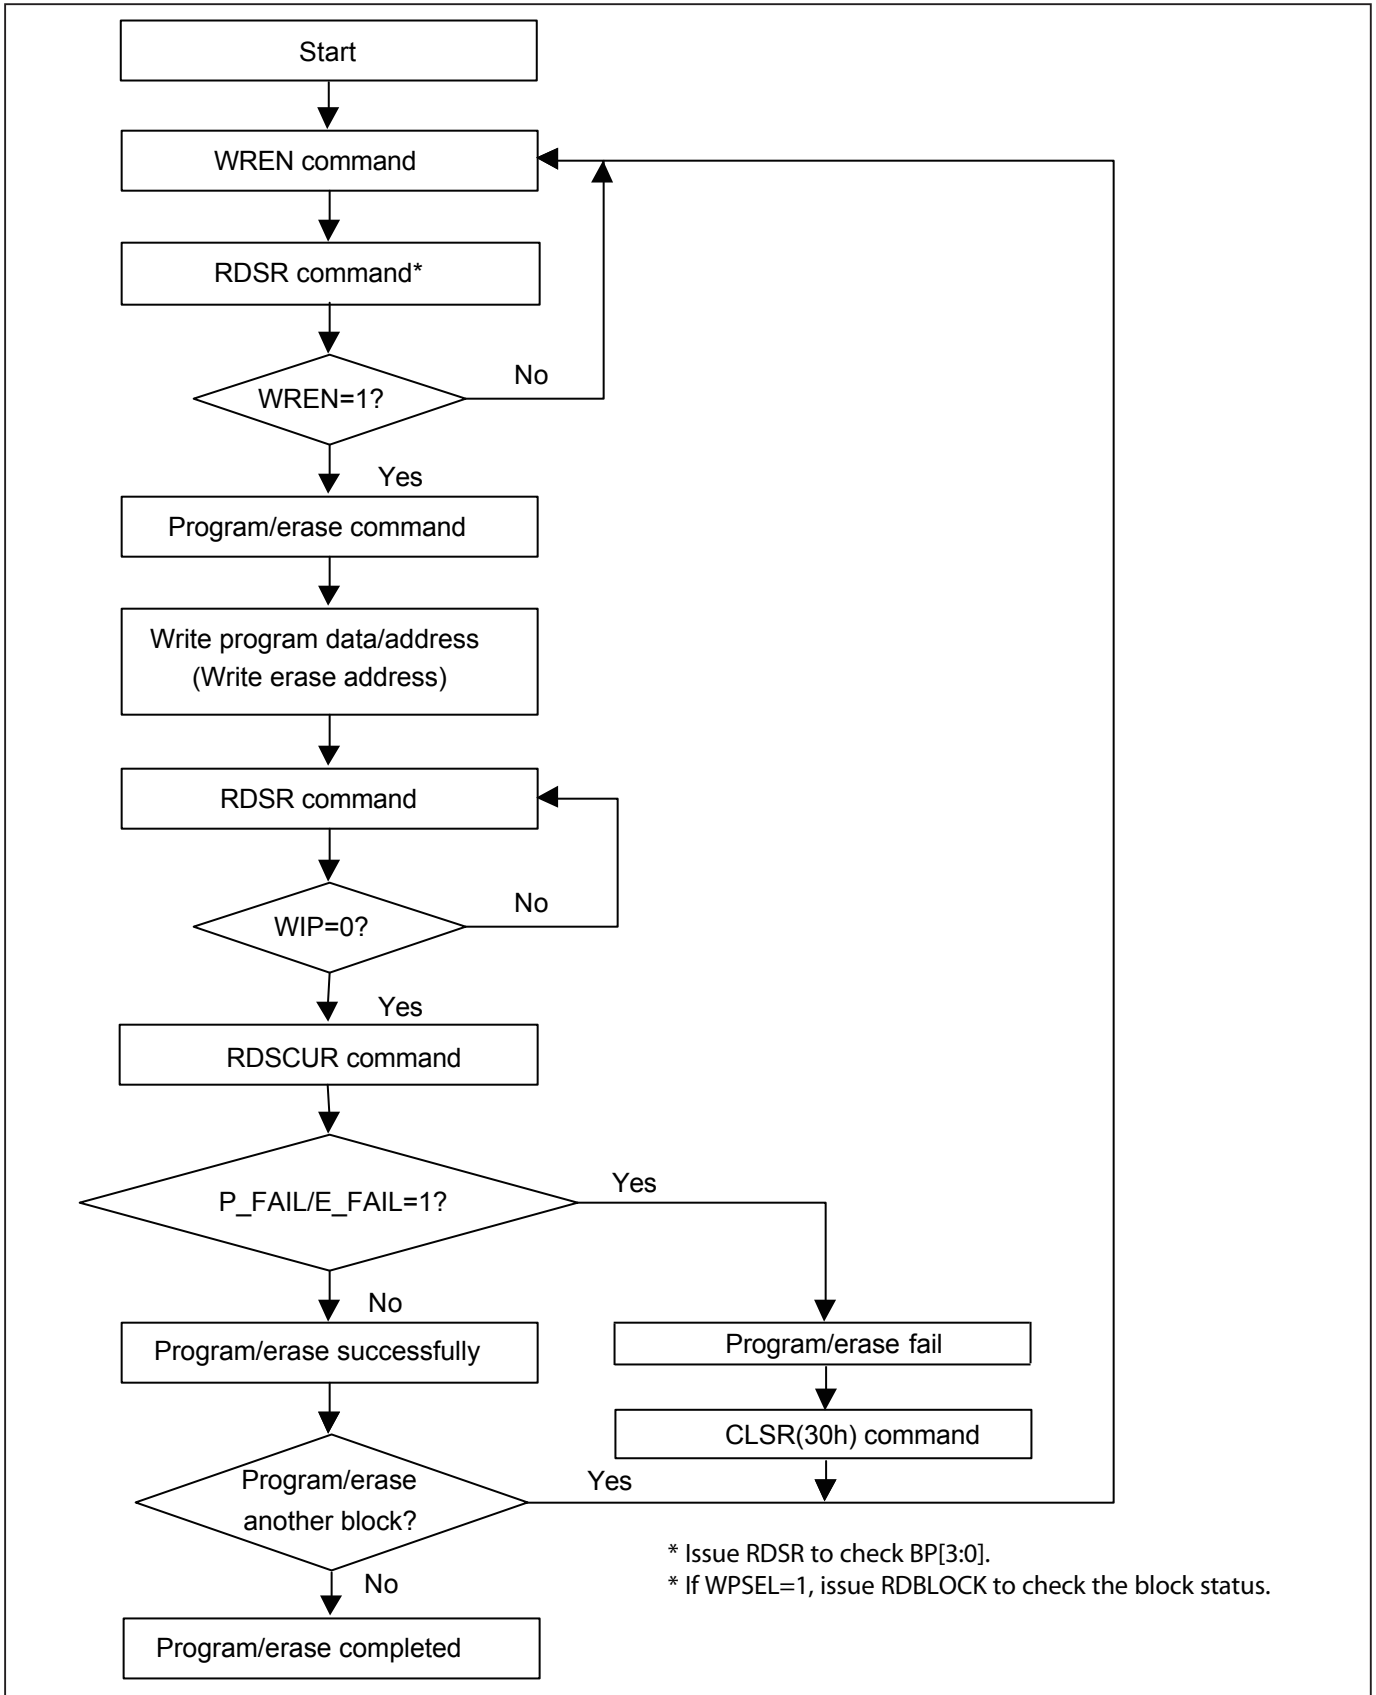 Start
WREN command
RDSR command*
WREN=1?
No
Yes
Program/erase command
Write program data/address
(Write erase address)
RDSR command
WIP=0?
No
Yes
RDSCUR command
P_FAIL/E_FAIL=1?
Yes
No
Program/erase successfully
Program/erase fail
CLSR(30h) command
Program/erase
another block?
Yes
* Issue RDSR to check BP[3:0].
* If WPSEL=1, issue RDBLOCK to check the block status.
No
Program/erase completed